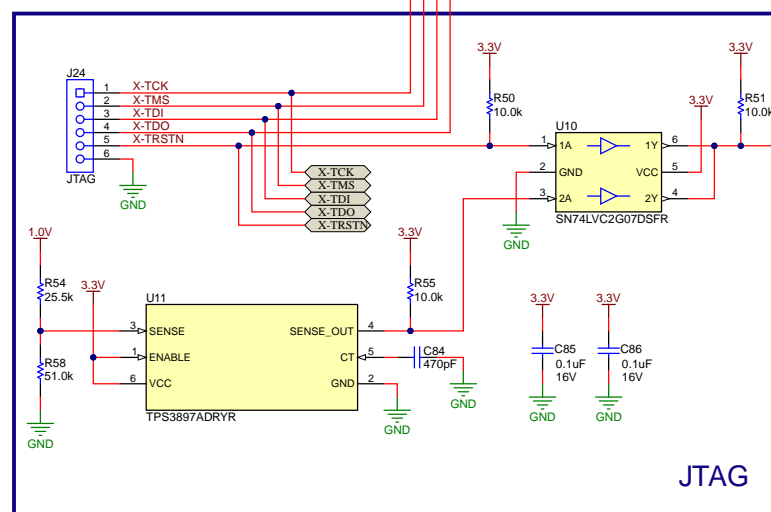 3.3V
3.3V
J24
X-TCK
1
X-TMS
2
X-TDI
3
X-TDO
4
X-TRSTN
5
6
JTAG
GND
R50
10.0k
3.3V
R51
10.0k
U10
1
1A
1Y
6
2
GND
VCC
5
3
2A
2Y
4
SN74LVC2G07DSFR
GND
X-TCK
X-TMS
X-TDI
X-TDO
X-TRSTN
1.0V
3.3V
3.3V
R54
25.5k
R55
10.0k
U11
3
SENSE
SENSE_OUT
4
1
ENABLE
CT
5
6
VCC
GND
2
TPS3897ADRYR
R58
51.0k
GND
C84
470pF
GND
GND
3.3V
3.3V
C85
0.1uF
16V
C86
0.1uF
16V
GND
GND
JTAG